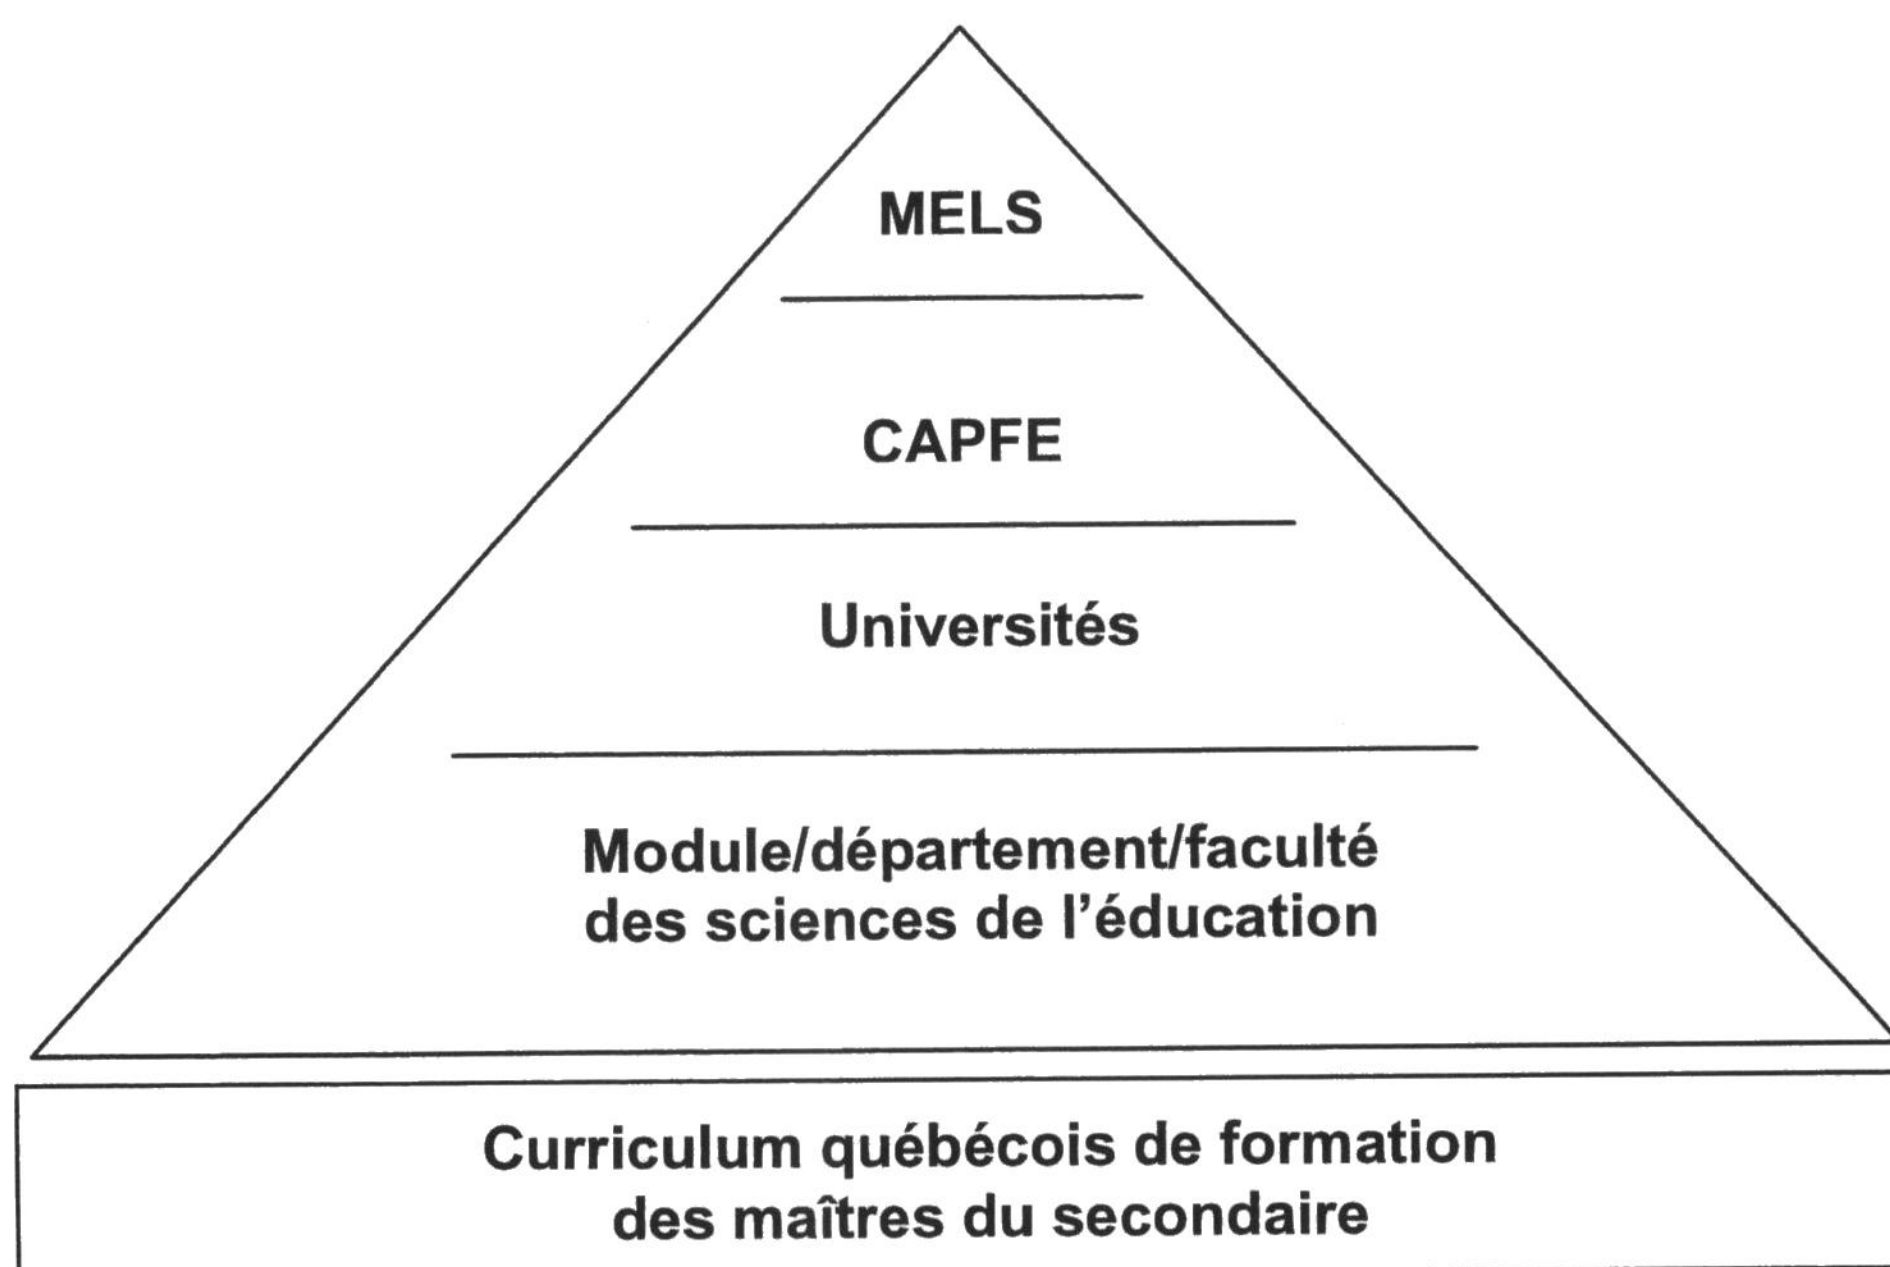 MELS
CAPFE
Universités
Module/département/faculté
des sciences de l'éducation
Curriculum québécois de formation
des maîtres du secondaire